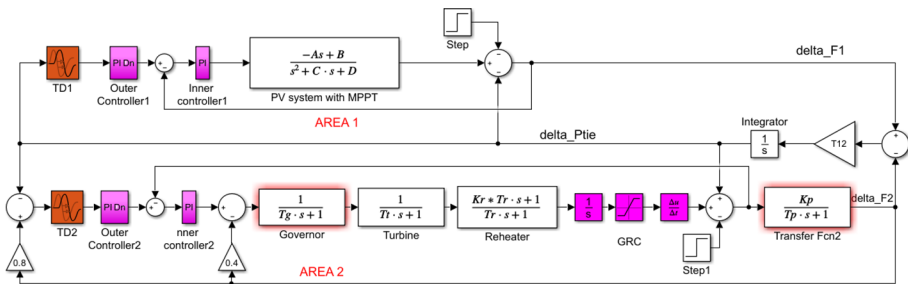 Step
delta_F1
-As + B
s² + C · s + D
PI Dn
PI
TD1
Outer
Controller1
Inner
controller1
PV system with MPPT
AREA 1
delta_Ptie
Integrator
1
s
T12
1
Tg · s + 1
1
Tt · s + 1
Kr * Tr · s + 1
Tr · s + 1
1
s
Δu
Δt
Kp
Tp · s + 1
delta_F2
PI Dn
PI
TD2
Outer
Controller2
nner
controller2
Governor
Turbine
Reheater
GRC
Transfer Fcn2
0.8
0.4
Step1
AREA 2